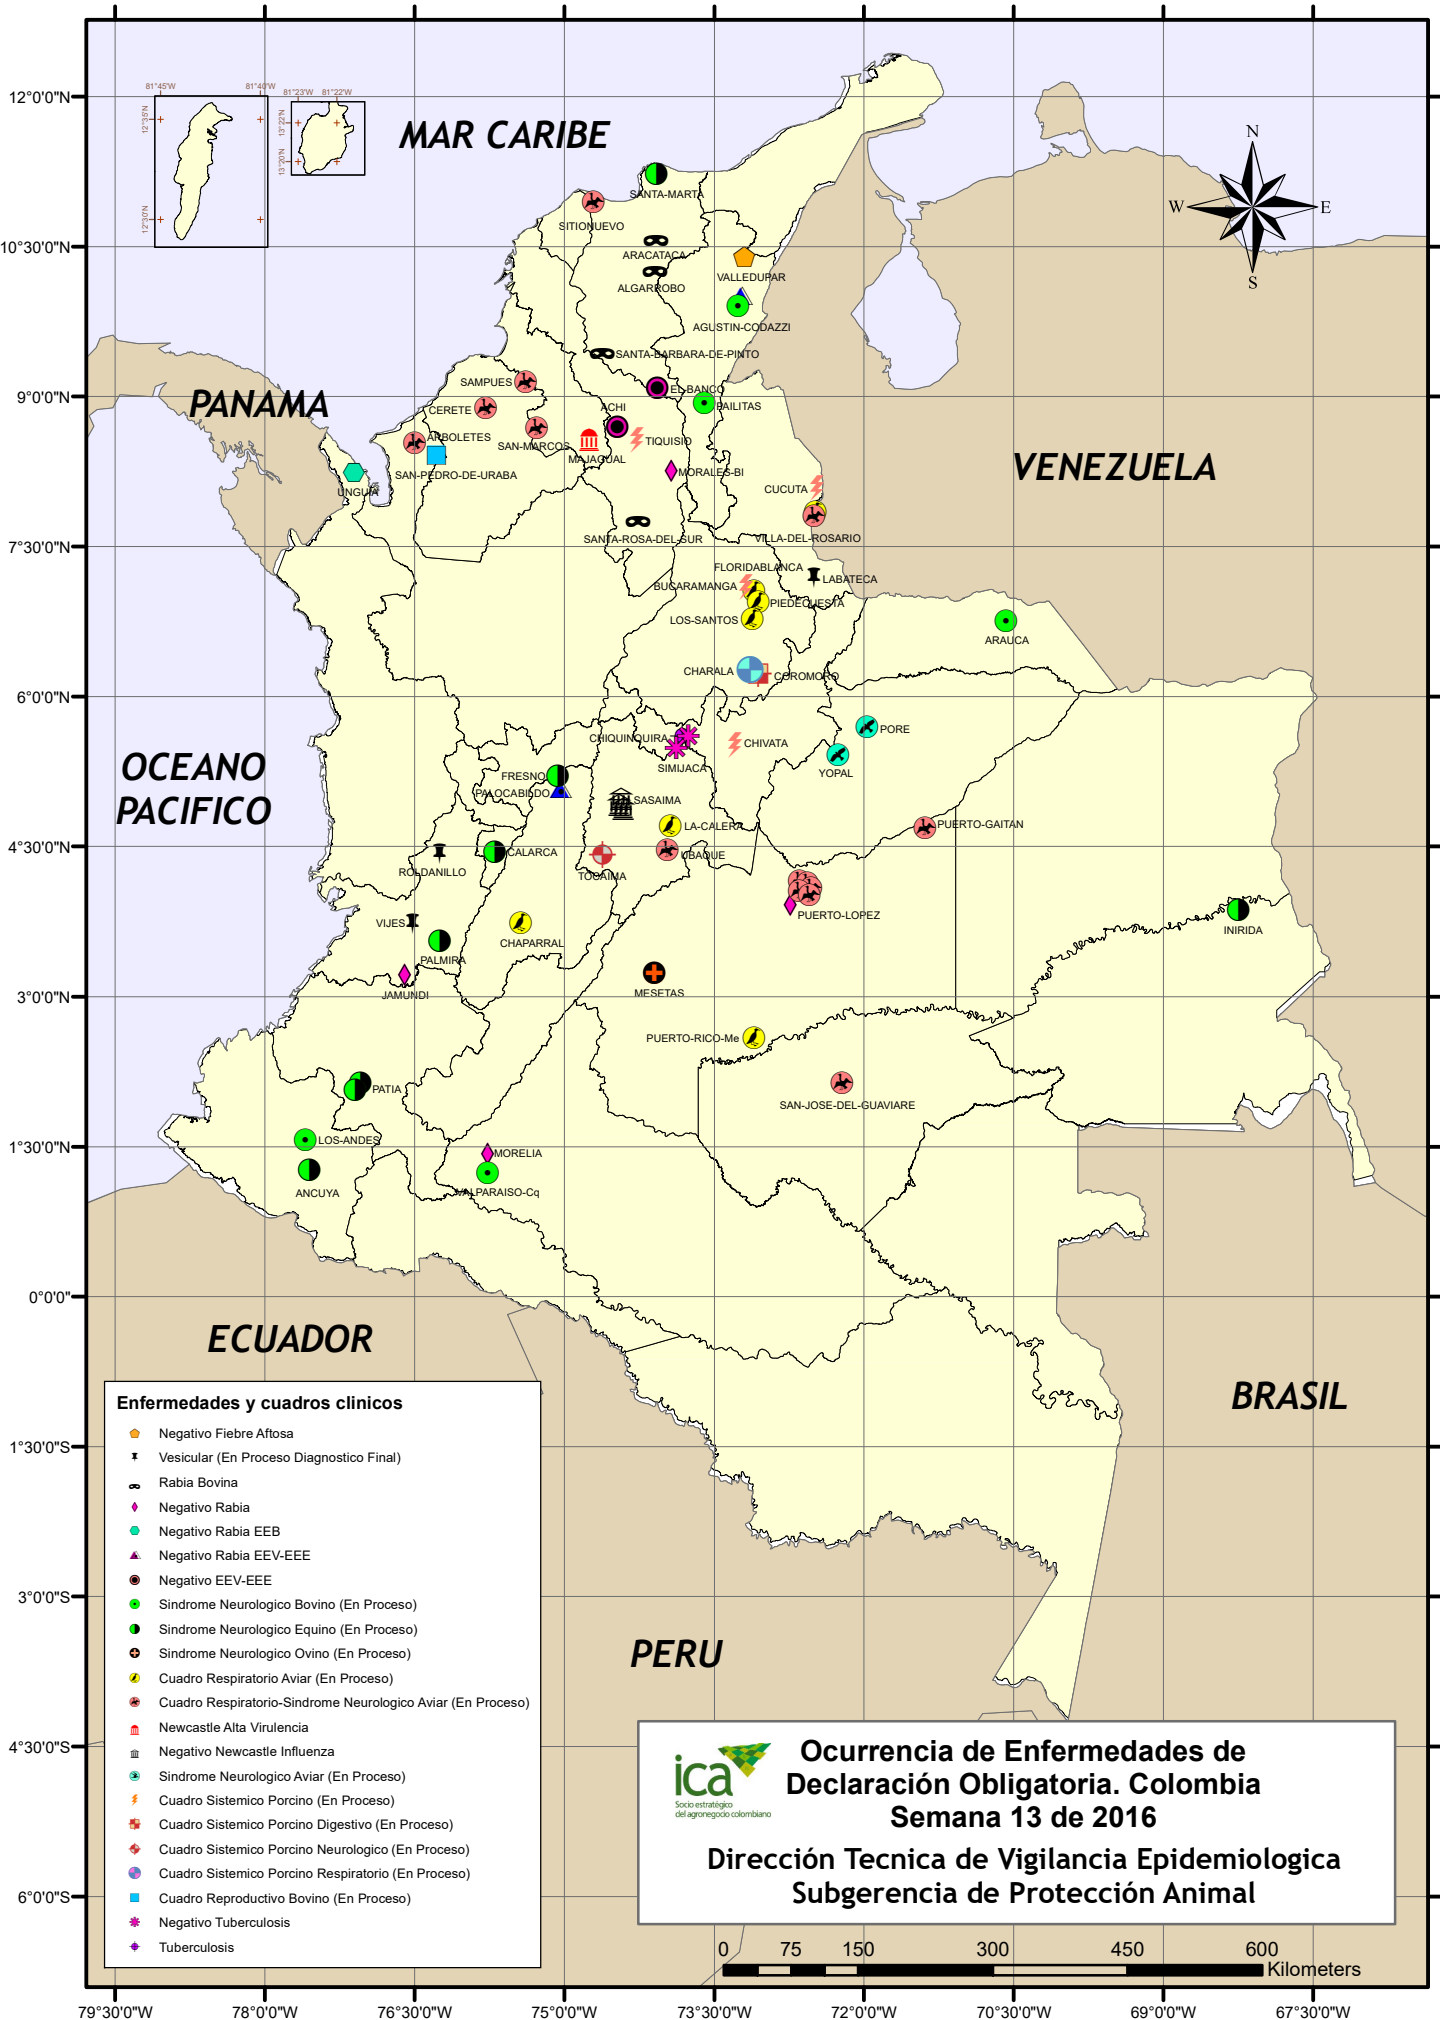 81°45'W
81°40'W
12°35'N
12°30'N
81°23'W
81°22'W
13°22'N
13°20'N
MAR CARIBE
N
W
E
S
12°0'0"N
10°30'0"N
9°0'0"N
7°30'0"N
6°0'0"N
4°30'0"N
3°0'0"N
1°30'0"N
0°0'0"
1°30'0"S
3°0'0"S
4°30'0"S
6°0'0"S
SANTA-MARTA
SITIONUEVO
ARACATACA
ALGARROBO
VALLEDUPAR
AGUSTIN-CODAZZI
SANTA-BARBARA-DE-PINTO
PANAMA
SAMPUES
EL-BANCO
CERETE
ACHI
PAILITAS
ARBOLETES
SAN-MARCOS
MAJAGUAL
TIQUISIO
SAN-PEDRO-DE-URABA
MORALES-Bl
UNGUIA
VENEZUELA
CUCUTA
SANTA-ROSA-DEL-SUR
VILLA-DEL-ROSARIO
FLORIDABLANCA
BUCARAMANGA
LABATECA
PIEDECUESTA
LOS-SANTOS
ARAUCA
CHARALA
COROMORO
PORE
CHIQUINQUIRA
CHIVATA
SIMIJACA
YOPAL
OCEANO
PACIFICO
FRESNO
PALOCABILDO
SASAIMA
LA-CALERA
PUERTO-GAITAN
CALARCA
UBAQUE
ROLDANILLO
TOCAIMA
PUERTO-LOPEZ
VIJES
CHAPARRAL
INIRIDA
PALMIRA
JAMUNDI
MESETAS
PUERTO-RICO-Me
PATIA
SAN-JOSE-DEL-GUAVIARE
LOS-ANDES
MORELIA
ANCUYA
VALPARAISO-Cq
ECUADOR
BRASIL
PERU
Enfermedades y cuadros clinicos
Negativo Fiebre Aftosa
Vesicular (En Proceso Diagnostico Final)
Rabia Bovina
Negativo Rabia
Negativo Rabia EEB
Negativo Rabia EEV-EEE
Negativo EEV-EEE
Sindrome Neurologico Bovino (En Proceso)
Sindrome Neurologico Equino (En Proceso)
Sindrome Neurologico Ovino (En Proceso)
Cuadro Respiratorio Aviar (En Proceso)
Cuadro Respiratorio-Sindrome Neurologico Aviar (En Proceso)
Newcastle Alta Virulencia
Negativo Newcastle Influenza
Sindrome Neurologico Aviar (En Proceso)
Cuadro Sistemico Porcino (En Proceso)
Cuadro Sistemico Porcino Digestivo (En Proceso)
Cuadro Sistemico Porcino Neurologico (En Proceso)
Cuadro Sistemico Porcino Respiratorio (En Proceso)
Cuadro Reproductivo Bovino (En Proceso)
Negativo Tuberculosis
Tuberculosis
ica
Socio estratégico
del agronegocio colombiano
Ocurrencia de Enfermedades de
Declaración Obligatoria. Colombia
Semana 13 de 2016
Dirección Tecnica de Vigilancia Epidemiologica
Subgerencia de Protección Animal
0 75 150 300 450 600
Kilometers
79°30'0"W 78°0'0"W 76°30'0"W 75°0'0"W 73°30'0"W 72°0'0"W 70°30'0"W 69°0'0"W 67°30'0"W